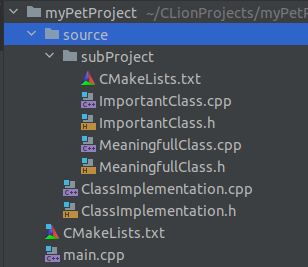 myPetProject ~/CLionProjects/myPetP
source
subProject
CMakeLists.txt
ImportantClass.cpp
ImportantClass.h
MeaningfullClass.cpp
MeaningfullClass.h
ClassImplementation.cpp
ClassImplementation.h
CMakeLists.txt
main.cpp